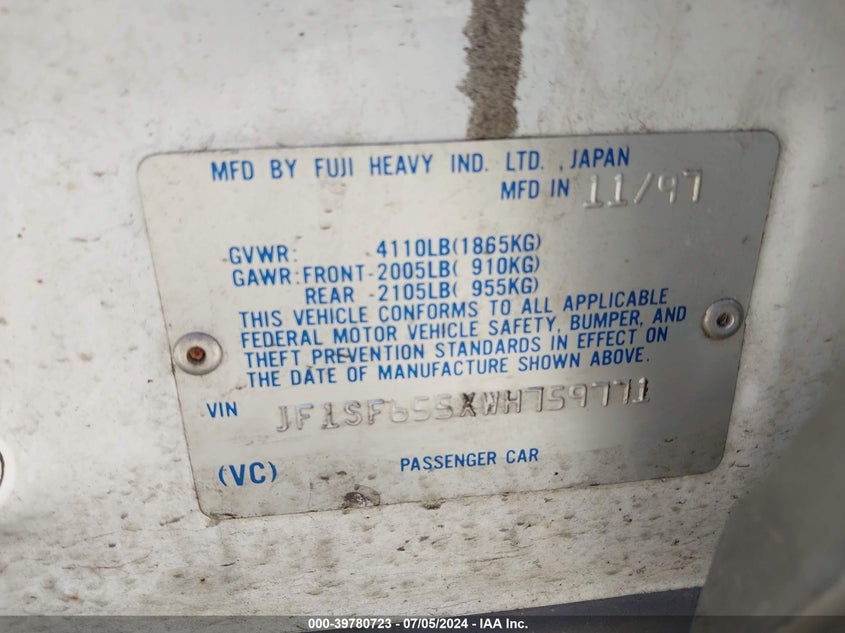 MFD BY FUJI HEAVY IND. LTD. , JAPAN
MFD IN 11/97
GVWR: 4110LB(1865KG)
GAWR: FRONT-2005LB( 910KG)
REAR -2105LB( 955KG)
THIS VEHICLE CONFORMS TO ALL APPLICABLE
FEDERAL MOTOR VEHICLE SAFETY, BUMPER, AND
THEFT PREVENTION STANDARDS IN EFFECT ON
THE DATE OF MANUFACTURE SHOWN ABOVE.
VIN JF1SF655XWH759771
(VC) PASSENGER CAR
000-39780723 - 07/05/2024 - IAA Inc.